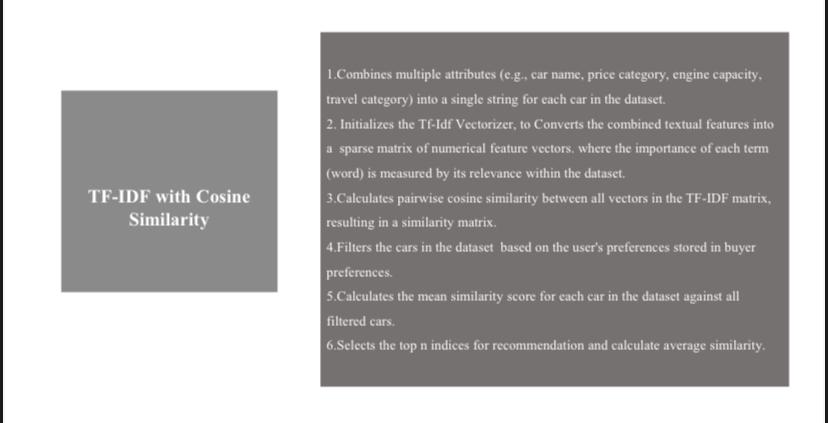 TF-IDF with Cosine
Similarity
1.Combines multiple attributes (e.g., car name, price category, engine capacity,
travel category) into a single string for each car in the dataset.
2. Initializes the Tf-Idf Vectorizer, to Converts the combined textual features into
a sparse matrix of numerical feature vectors. where the importance of each term
(word) is measured by its relevance within the dataset.
3.Calculates pairwise cosine similarity between all vectors in the TF-IDF matrix,
resulting in a similarity matrix.
4.Filters the cars in the dataset based on the user's preferences stored in buyer
preferences.
5.Calculates the mean similarity score for each car in the dataset against all
filtered cars.
6.Selects the top n indices for recommendation and calculate average similarity.